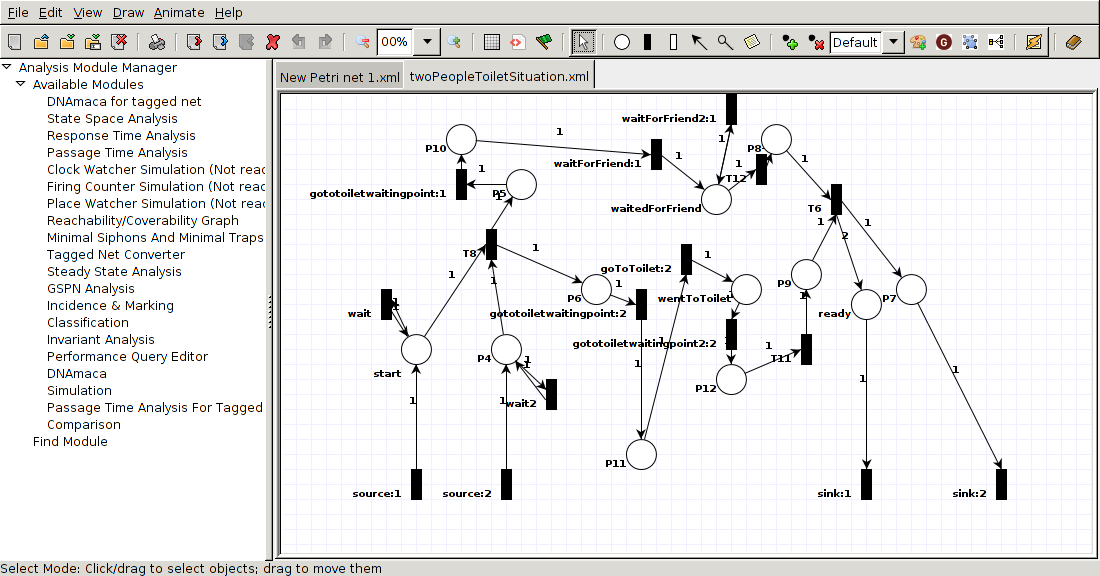 File Edit View Draw Animate Help
00% Default
Analysis Module Manager
Available Modules
DNAmaca for tagged net
State Space Analysis
Response Time Analysis
Passage Time Analysis
Clock Watcher Simulation (Not reac
Firing Counter Simulation (Not reac
Place Watcher Simulation (Not reac
Reachability/Coverability Graph
Minimal Siphons And Minimal Traps
Tagged Net Converter
Steady State Analysis
GSPN Analysis
Incidence & Marking
Classification
Invariant Analysis
Performance Query Editor
DNAmaca
Simulation
Passage Time Analysis For Tagged
Comparison
Find Module
New Petri net 1.xml twoPeopleToiletSituation.xml
waitForFriend2:1
1
1
P10
P8
waitForFriend:1
1
1
1
T12
1
gototoiletwaitingpoint:1
P5
1
waitedForFriend
T6
1
1
2
T8
1
1
1
goToToilet:2
1
1
P6
wentToToilet
P9
1
P7
wait
1
gototoiletwaitingpoint:2
ready
start
P4
1
1
1
1
gototoiletwaitingpoint2:2
1
T11
P12
1
1
1
1
wait2
P11
source:1
source:2
sink:1
sink:2
Select Mode: Click/drag to select objects; drag to move them